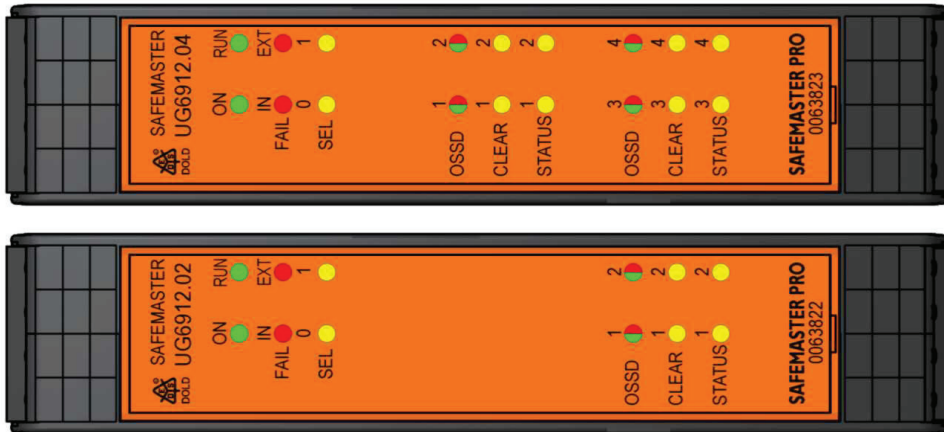 SAFEMASTER
DOLD UG6912.02
ON RUN
IN EXT
FAIL
0 1
SEL
1 2
OSSD
1 2
CLEAR
1 2
STATUS
SAFEMASTER PRO
0063822
SAFEMASTER
DOLD UG6912.04
ON RUN
IN EXT
FAIL
0 1
SEL
1 2
OSSD
1 2
CLEAR
1 2
STATUS
3 4
OSSD
3 4
CLEAR
3 4
STATUS
SAFEMASTER PRO
0063823